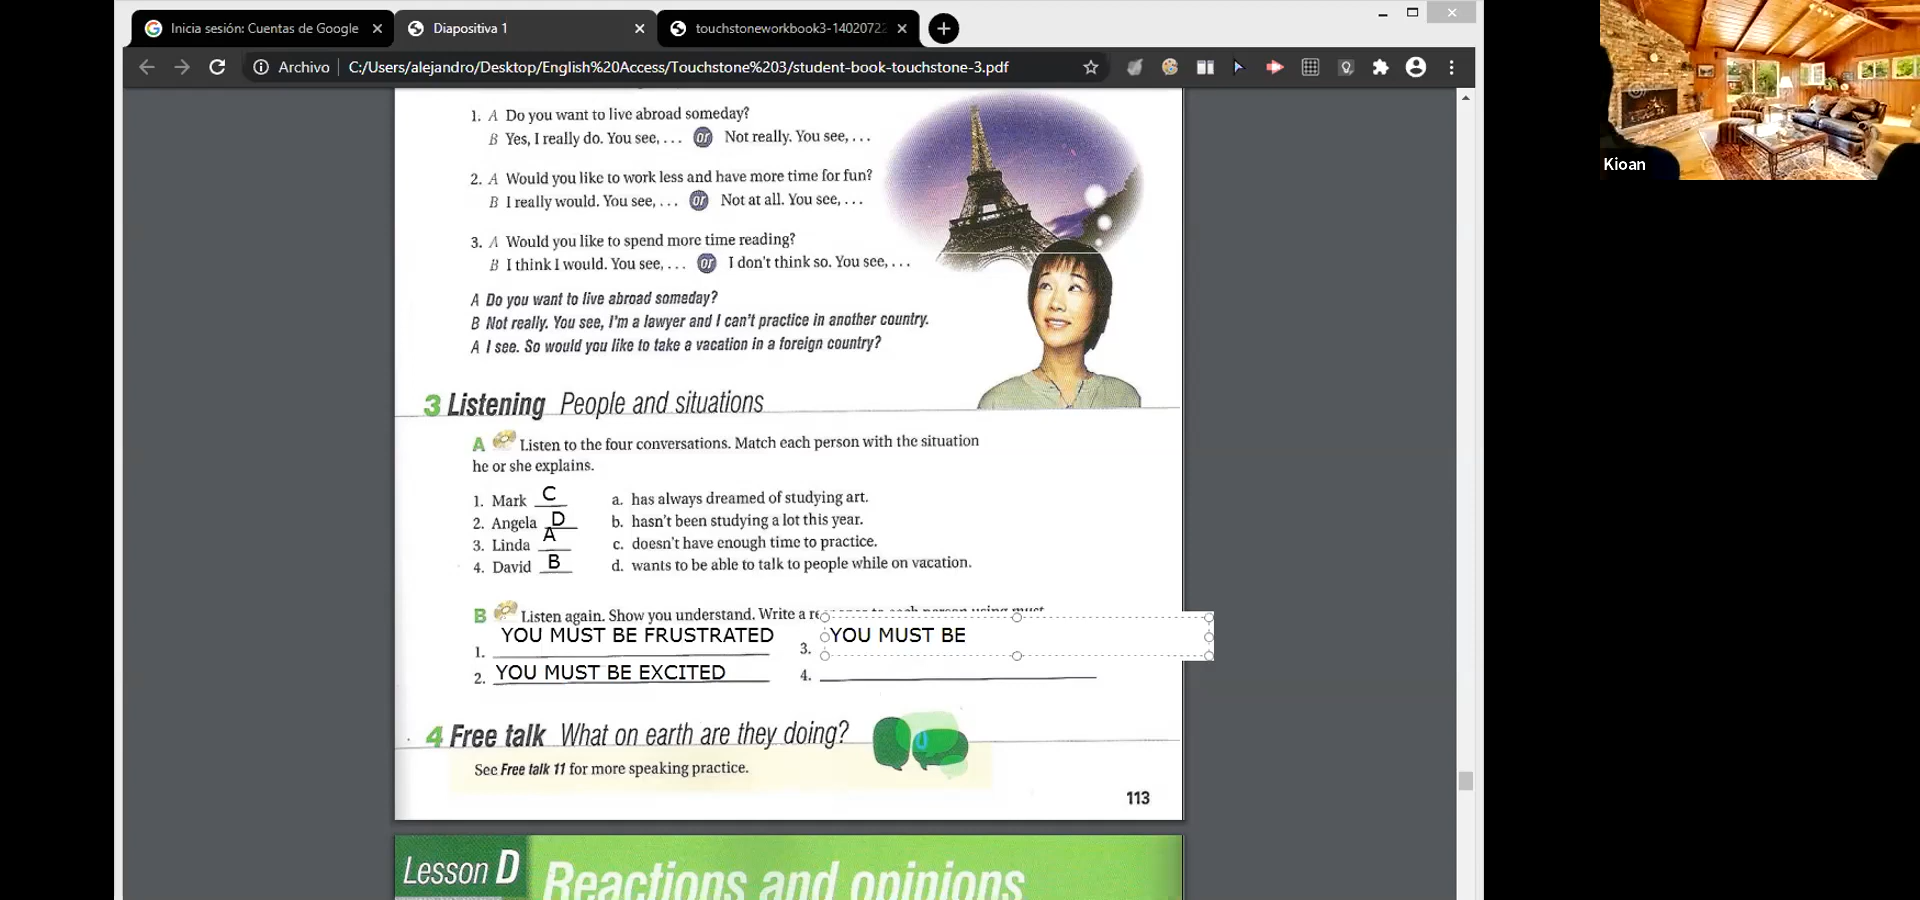 Inicia sesión: Cuentas de Google
Diapositiva 1
touchstoneworkbook3-14020722
Archivo
C:/Users/alejandro/Desktop/English%20Access/Touchstone%203/student-book-touchstone-3.pdf
Kioan
1. A Do you want to live abroad someday?
B Yes, I really do. You see, . . . or Not really. You see, . . .
2. A Would you like to work less and have more time for fun?
B I really would. You see, . . . or Not at all. You see, . . .
3. A Would you like to spend more time reading?
B I think I would. You see, . . . or I don't think so. You see, . . .
A Do you want to live abroad someday?
B Not really. You see, I'm a lawyer and I can't practice in another country.
A I see. So would you like to take a vacation in a foreign country?
3 Listening People and situations
A Listen to the four conversations. Match each person with the situation
he or she explains.
1. Mark C a. has always dreamed of studying art.
2. Angela D b. hasn't been studying a lot this year.
3. Linda A c. doesn't have enough time to practice.
4. David B d. wants to be able to talk to people while on vacation.
B Listen again. Show you understand. Write a
1. YOU MUST BE FRUSTRATED 3. YOU MUST BE
2. YOU MUST BE EXCITED 4.
4 Free talk What on earth are they doing?
See Free talk 11 for more speaking practice.
113
Lesson D Reactions and opinions